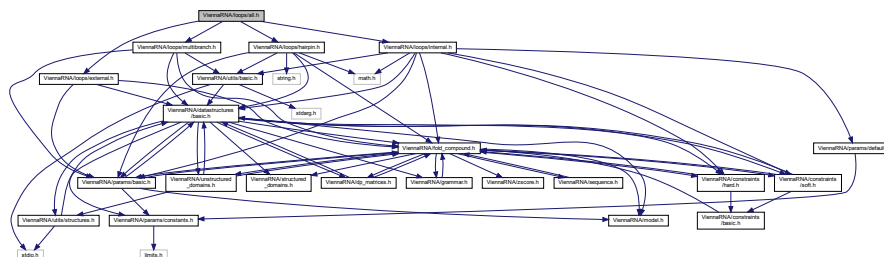 ViennaRNA/loops/all.h
ViennaRNA/loops/multibranch.h
ViennaRNA/loops/hairpin.h
ViennaRNA/loops/internal.h
ViennaRNA/loops/external.h
ViennaRNA/utils/basic.h
string.h
math.h
ViennaRNA/datastructures
/basic.h
stdarg.h
ViennaRNA/fold_compound.h
ViennaRNA/params/default
ViennaRNA/params/basic.h
ViennaRNA/unstructured
_domains.h
ViennaRNA/structured
_domains.h
ViennaRNA/dp_matrices.h
ViennaRNA/grammar.h
ViennaRNA/zscore.h
ViennaRNA/sequence.h
ViennaRNA/constraints
/hard.h
ViennaRNA/constraints
/soft.h
ViennaRNA/utils/structures.h
ViennaRNA/params/constants.h
ViennaRNA/model.h
ViennaRNA/constraints
/basic.h
stdio.h
limits.h